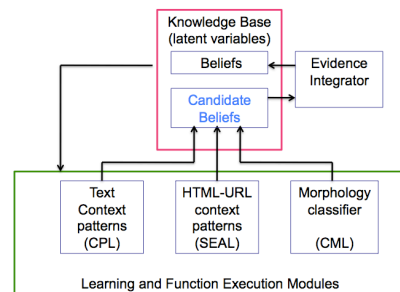 Knowledge Base
(latent variables)
Beliefs
Evidence
Integrator
Candidate
Beliefs
Text
Context
patterns
(CPL)
HTML-URL
context
patterns
(SEAL)
Morphology
classifier
(CML)
Learning and Function Execution Modules